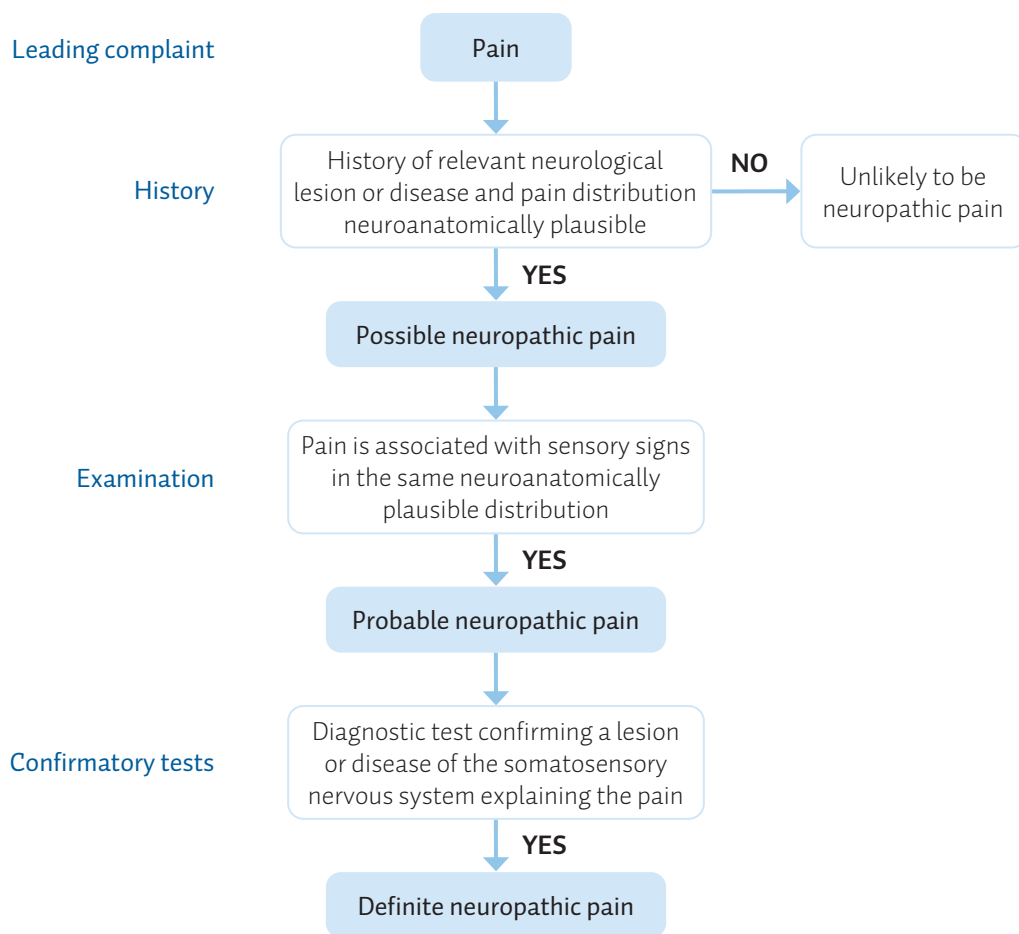 Leading complaint
Pain
History
History of relevant neurological
lesion or disease and pain distribution
neuroanatomically plausible
NO
Unlikely to be
neuropathic pain
YES
Possible neuropathic pain
Examination
Pain is associated with sensory signs
in the same neuroanatomically
plausible distribution
YES
Probable neuropathic pain
Confirmatory tests
Diagnostic test confirming a lesion
or disease of the somatosensory
nervous system explaining the pain
YES
Definite neuropathic pain